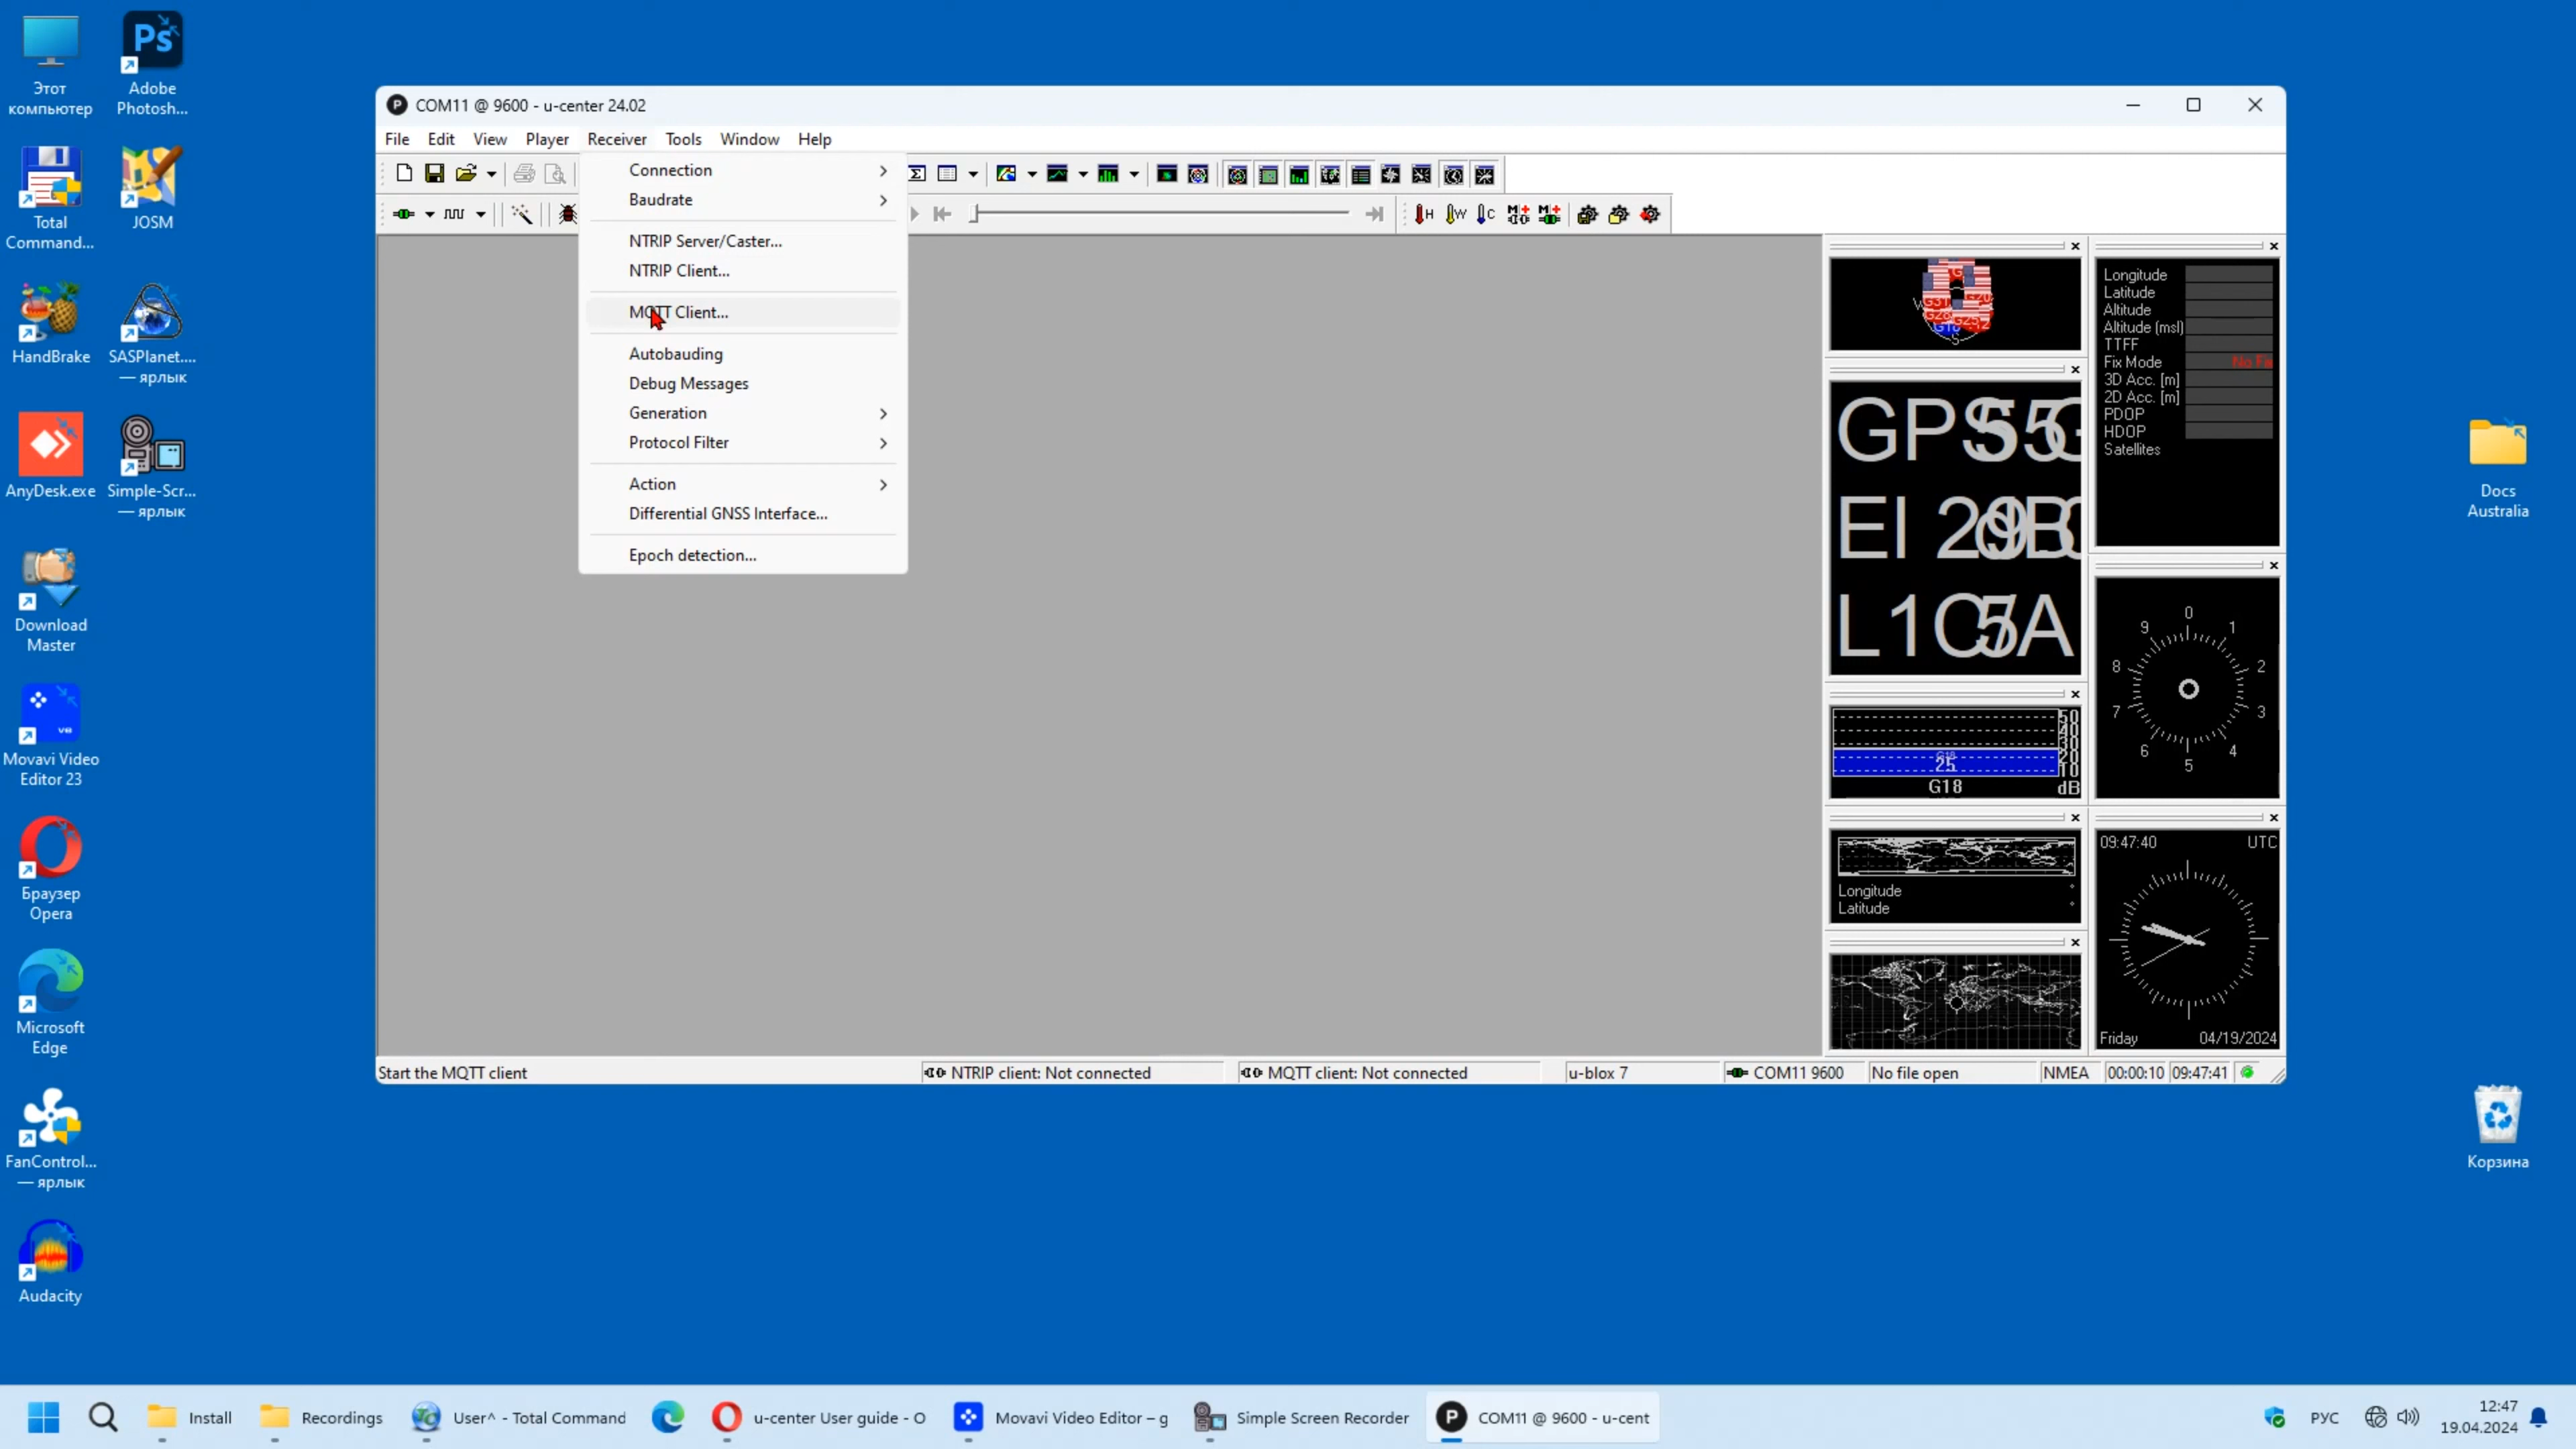 Этот
компьютер
Adobe
Photosh...
Total
Command...
JOSM
HandBrake
SASPlanet....
— ярлык
AnyDesk.exe
Simple-Scr...
— ярлык
Download
Master
Movavi Video
Editor 23
Браузер
Opera
Microsoft
Edge
FanControl...
— ярлык
Audacity
COM11 @ 9600 - u-center 24.02
File Edit View Player Receiver Tools Window Help
Connection
Baudrate
NTRIP Server/Caster...
NTRIP Client...
MQTT Client...
Autobauding
Debug Messages
Generation
Protocol Filter
Action
Differential GNSS Interface...
Epoch detection...
Longitude
Latitude
Altitude
Altitude (msl)
TTFF
Fix Mode
3D Acc. [m]
2D Acc. [m]
PDOP
HDOP
Satellites
0
1
2
3
4
5
6
7
8
9
25
G18 dB
Longitude
Latitude
09:47:40 UTC
Friday 04/19/2024
Start the MQTT client
NTRIP client: Not connected
MQTT client: Not connected
u-blox 7
COM11 9600
No file open
NMEA
00:00:10
09:47:41
Docs
Australia
Корзина
Install
Recordings
User^ - Total Command
u-center User guide - O
Movavi Video Editor – g
Simple Screen Recorder
COM11 @ 9600 - u-cent
РУС
12:47
19.04.2024